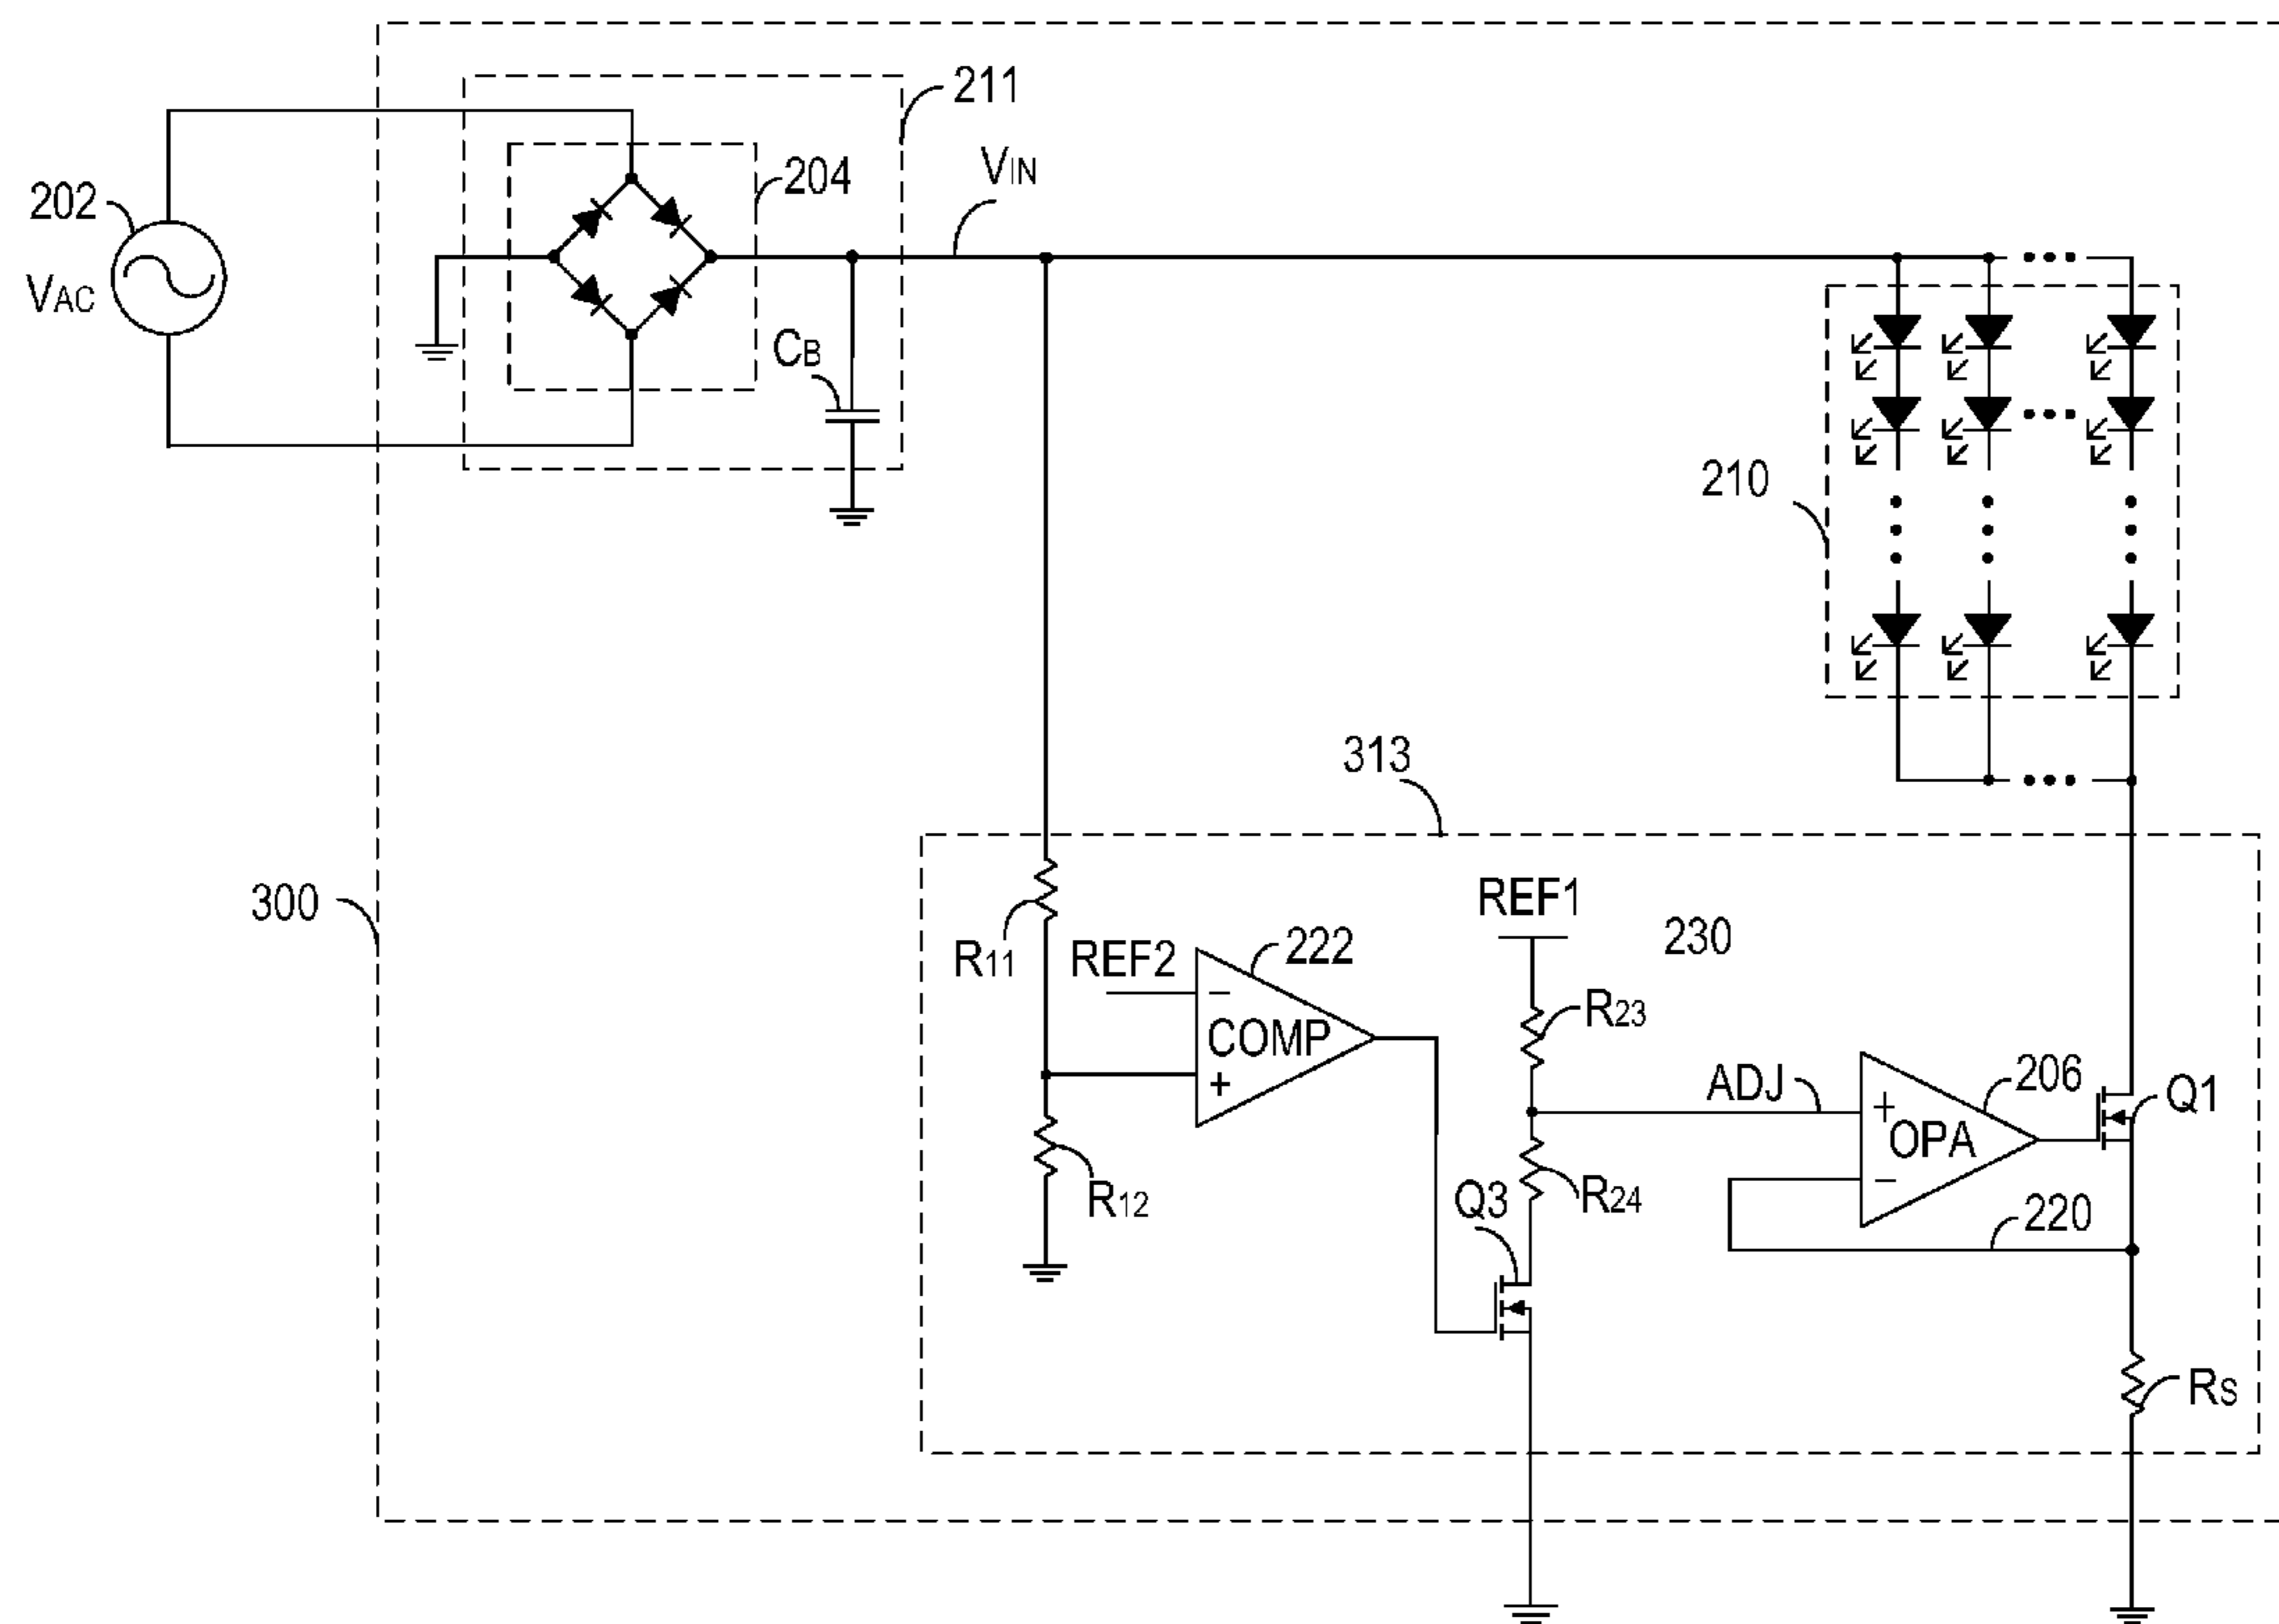 211
204
VIN
202
VAC
CB
210
313
300
REF1
230
R11
REF2
222
−
COMP
+
R23
ADJ
206
Q1
+
OPA
−
R12
Q3
R24
220
RS